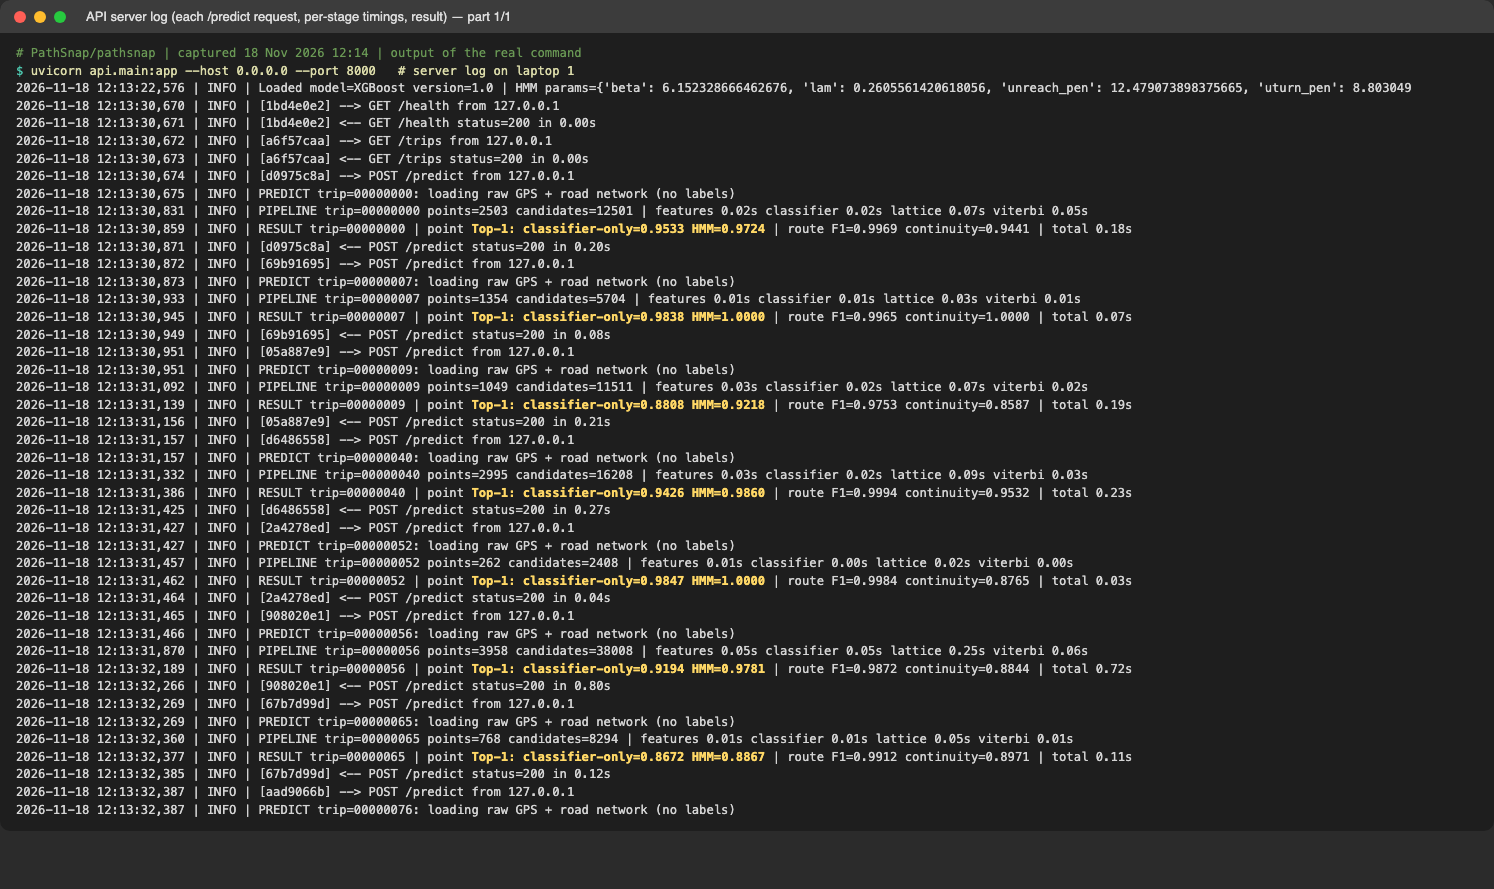 API server log (each /predict request, per-stage timings, result) — part 1/1
# PathSnap/pathsnap | captured 18 Nov 2026 12:14 | output of the real command
$ uvicorn api.main:app --host 0.0.0.0 --port 8000   # server log on laptop 1
2026-11-18 12:13:22,576 | INFO | Loaded model=XGBoost version=1.0 | HMM params={'beta': 6.152328666462676, 'lam': 0.2605561420618056, 'unreach_pen': 12.479073898375665, 'uturn_pen': 8.803049
2026-11-18 12:13:30,670 | INFO | [1bd4e0e2] --> GET /health from 127.0.0.1
2026-11-18 12:13:30,671 | INFO | [1bd4e0e2] <-- GET /health status=200 in 0.00s
2026-11-18 12:13:30,672 | INFO | [a6f57caa] --> GET /trips from 127.0.0.1
2026-11-18 12:13:30,673 | INFO | [a6f57caa] <-- GET /trips status=200 in 0.00s
2026-11-18 12:13:30,674 | INFO | [d0975c8a] --> POST /predict from 127.0.0.1
2026-11-18 12:13:30,675 | INFO | PREDICT trip=00000000: loading raw GPS + road network (no labels)
2026-11-18 12:13:30,831 | INFO | PIPELINE trip=00000000 points=2503 candidates=12501 | features 0.02s classifier 0.02s lattice 0.07s viterbi 0.05s
2026-11-18 12:13:30,859 | INFO | RESULT trip=00000000 | point Top-1: classifier-only=0.9533 HMM=0.9724 | route F1=0.9969 continuity=0.9441 | total 0.18s
2026-11-18 12:13:30,871 | INFO | [d0975c8a] <-- POST /predict status=200 in 0.20s
2026-11-18 12:13:30,872 | INFO | [69b91695] --> POST /predict from 127.0.0.1
2026-11-18 12:13:30,873 | INFO | PREDICT trip=00000007: loading raw GPS + road network (no labels)
2026-11-18 12:13:30,933 | INFO | PIPELINE trip=00000007 points=1354 candidates=5704 | features 0.01s classifier 0.01s lattice 0.03s viterbi 0.01s
2026-11-18 12:13:30,945 | INFO | RESULT trip=00000007 | point Top-1: classifier-only=0.9838 HMM=1.0000 | route F1=0.9965 continuity=1.0000 | total 0.07s
2026-11-18 12:13:30,949 | INFO | [69b91695] <-- POST /predict status=200 in 0.08s
2026-11-18 12:13:30,951 | INFO | [05a887e9] --> POST /predict from 127.0.0.1
2026-11-18 12:13:30,951 | INFO | PREDICT trip=00000009: loading raw GPS + road network (no labels)
2026-11-18 12:13:31,092 | INFO | PIPELINE trip=00000009 points=1049 candidates=11511 | features 0.03s classifier 0.02s lattice 0.07s viterbi 0.02s
2026-11-18 12:13:31,139 | INFO | RESULT trip=00000009 | point Top-1: classifier-only=0.8808 HMM=0.9218 | route F1=0.9753 continuity=0.8587 | total 0.19s
2026-11-18 12:13:31,156 | INFO | [05a887e9] <-- POST /predict status=200 in 0.21s
2026-11-18 12:13:31,157 | INFO | [d6486558] --> POST /predict from 127.0.0.1
2026-11-18 12:13:31,157 | INFO | PREDICT trip=00000040: loading raw GPS + road network (no labels)
2026-11-18 12:13:31,332 | INFO | PIPELINE trip=00000040 points=2995 candidates=16208 | features 0.03s classifier 0.02s lattice 0.09s viterbi 0.03s
2026-11-18 12:13:31,386 | INFO | RESULT trip=00000040 | point Top-1: classifier-only=0.9426 HMM=0.9860 | route F1=0.9994 continuity=0.9532 | total 0.23s
2026-11-18 12:13:31,425 | INFO | [d6486558] <-- POST /predict status=200 in 0.27s
2026-11-18 12:13:31,427 | INFO | [2a4278ed] --> POST /predict from 127.0.0.1
2026-11-18 12:13:31,427 | INFO | PREDICT trip=00000052: loading raw GPS + road network (no labels)
2026-11-18 12:13:31,457 | INFO | PIPELINE trip=00000052 points=262 candidates=2408 | features 0.01s classifier 0.00s lattice 0.02s viterbi 0.00s
2026-11-18 12:13:31,462 | INFO | RESULT trip=00000052 | point Top-1: classifier-only=0.9847 HMM=1.0000 | route F1=0.9984 continuity=0.8765 | total 0.03s
2026-11-18 12:13:31,464 | INFO | [2a4278ed] <-- POST /predict status=200 in 0.04s
2026-11-18 12:13:31,465 | INFO | [908020e1] --> POST /predict from 127.0.0.1
2026-11-18 12:13:31,466 | INFO | PREDICT trip=00000056: loading raw GPS + road network (no labels)
2026-11-18 12:13:31,870 | INFO | PIPELINE trip=00000056 points=3958 candidates=38008 | features 0.05s classifier 0.05s lattice 0.25s viterbi 0.06s
2026-11-18 12:13:32,189 | INFO | RESULT trip=00000056 | point Top-1: classifier-only=0.9194 HMM=0.9781 | route F1=0.9872 continuity=0.8844 | total 0.72s
2026-11-18 12:13:32,266 | INFO | [908020e1] <-- POST /predict status=200 in 0.80s
2026-11-18 12:13:32,269 | INFO | [67b7d99d] --> POST /predict from 127.0.0.1
2026-11-18 12:13:32,269 | INFO | PREDICT trip=00000065: loading raw GPS + road network (no labels)
2026-11-18 12:13:32,360 | INFO | PIPELINE trip=00000065 points=768 candidates=8294 | features 0.01s classifier 0.01s lattice 0.05s viterbi 0.01s
2026-11-18 12:13:32,377 | INFO | RESULT trip=00000065 | point Top-1: classifier-only=0.8672 HMM=0.8867 | route F1=0.9912 continuity=0.8971 | total 0.11s
2026-11-18 12:13:32,385 | INFO | [67b7d99d] <-- POST /predict status=200 in 0.12s
2026-11-18 12:13:32,387 | INFO | [aad9066b] --> POST /predict from 127.0.0.1
2026-11-18 12:13:32,387 | INFO | PREDICT trip=00000076: loading raw GPS + road network (no labels)